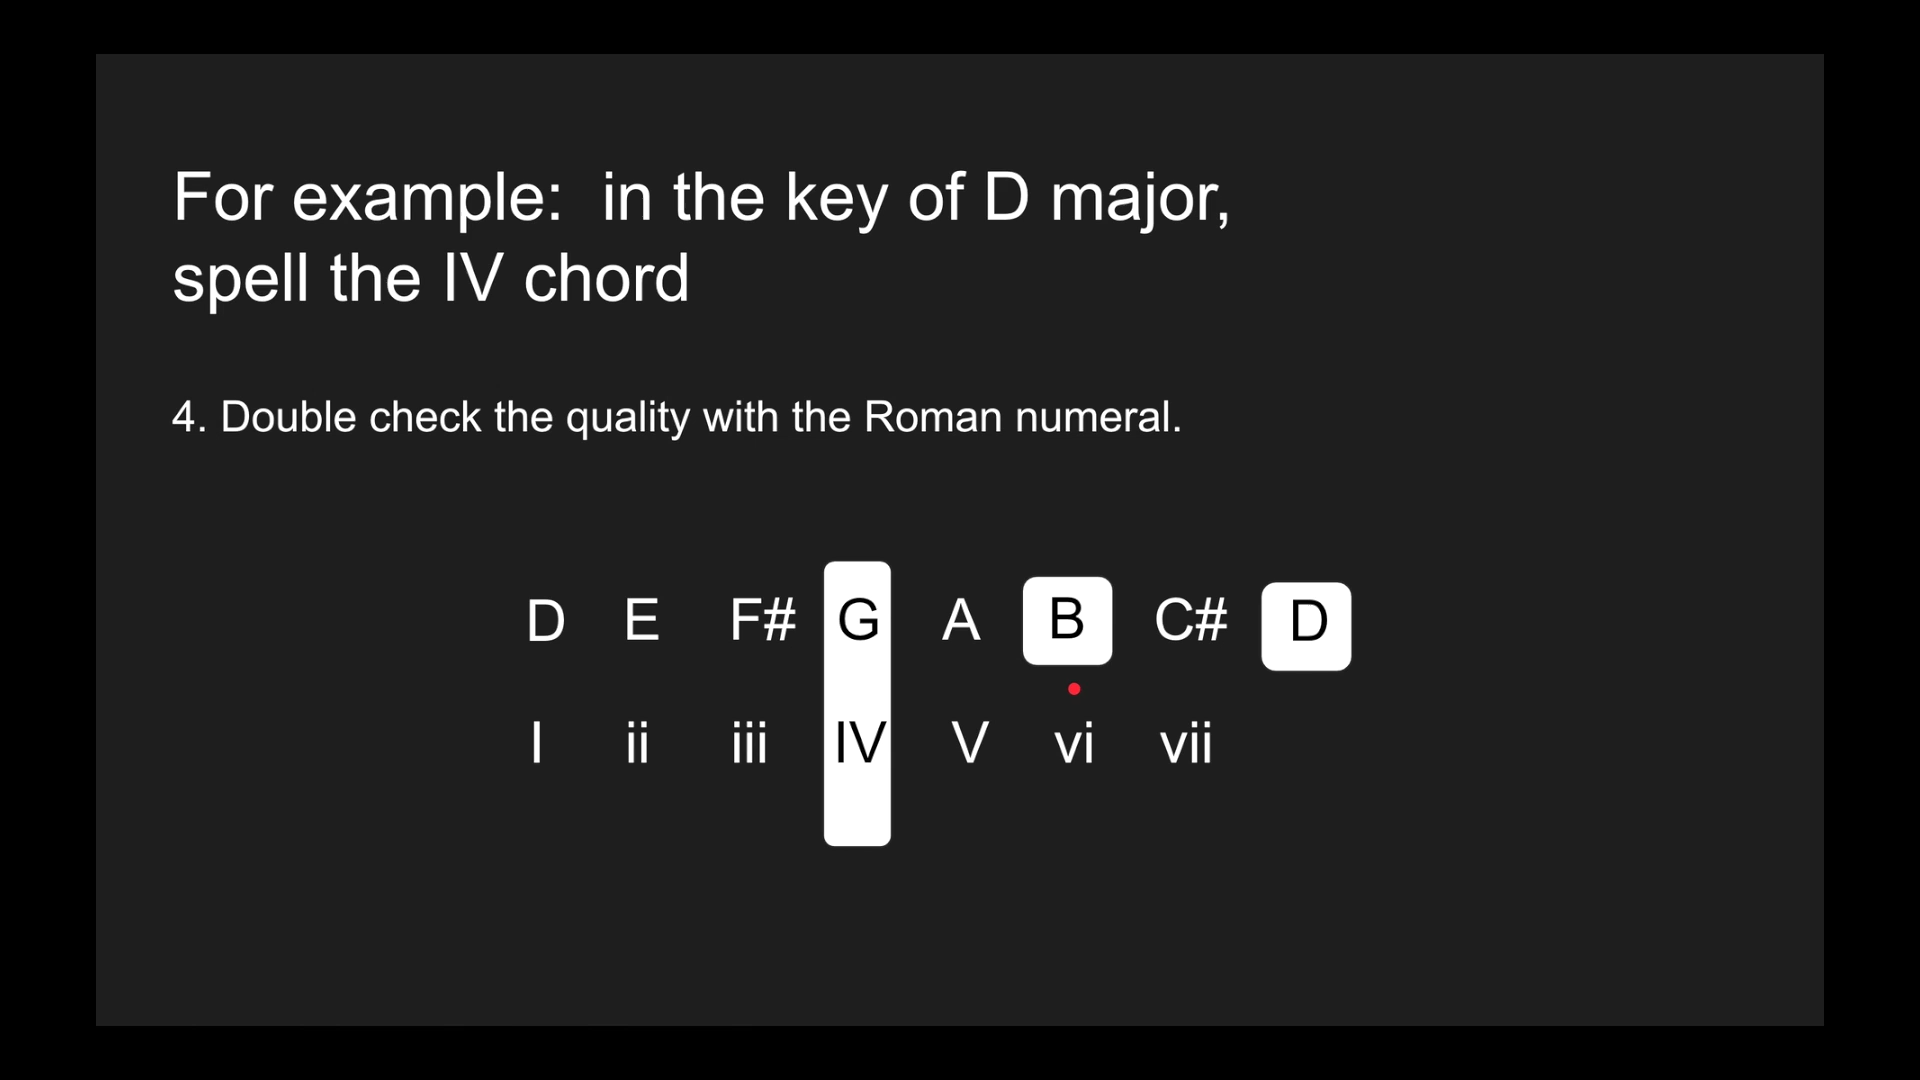 For example:  in the key of D major,
spell the IV chord
4. Double check the quality with the Roman numeral.
D E F# G A B C# D
I ii iii IV V vi vii